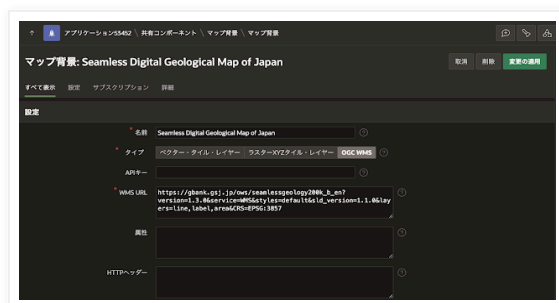 アプリケーション53452 \ 共有コンポーネント \ マップ背景 \ マップ背景
マップ背景: Seamless Digital Geological Map of Japan
取消 削除 変更の適用
すべて表示 設定 サブスクリプション 詳細
設定
* 名前 Seamless Digital Geological Map of Japan
* タイプ ベクター・タイル・レイヤー ラスターXYZタイル・レイヤー OGC WMS
APIキー
* WMS URL https://gbank.gsj.jp/ows/seamlessgeology200k_b_en?
version=1.3.0&service=WMS&styles=default&sld_version=1.1.0&lay
ers=line,label,area&CRS=EPSG:3857
属性
HTTPヘッダー